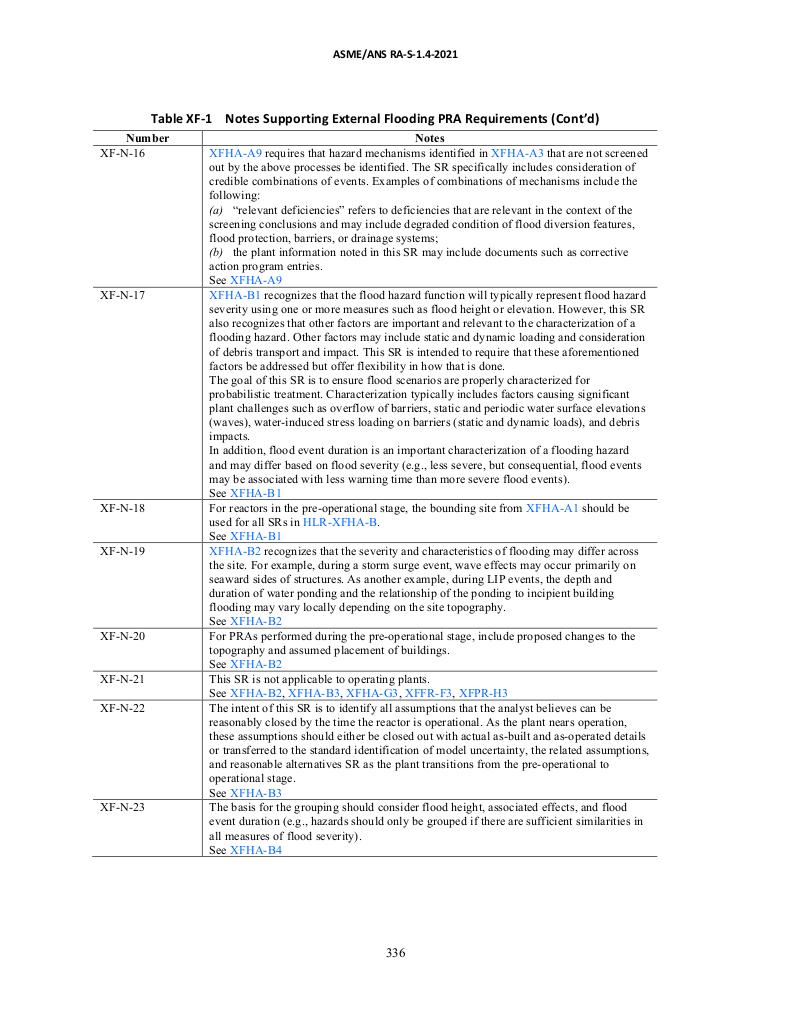 ASME/ANS RA-S-1.4-2021
Table XF-1 Notes Supporting External Flooding PRA Requirements (Cont'd)
Number Notes
XF-N-16 XFHA-A9 requires that hazard mechanisms identified in XFHA-A3 that are not screened
out by the above processes be identified. The SR specifically includes consideration of
credible combinations of events. Examples of combinations of mechanisms include the
following:
(a) “relevant deficiencies” refers to deficiencies that are relevant in the context of the
screening conclusions and may include degraded condition of flood diversion features,
flood protection, barriers, or drainage systems;
(b) the plant information noted in this SR may include documents such as corrective
action program entries.
See XFHA-A9
XF-N-17 XFHA-B1 recognizes that the flood hazard function will typically represent flood hazard
severity using one or more measures such as flood height or elevation. However, this SR
also recognizes that other factors are important and relevant to the characterization of a
flooding hazard. Other factors may include static and dynamic loading and consideration
of debris transport and impact. This SR is intended to require that these aforementioned
factors be addressed but offer flexibility in how that is done.
The goal of this SR is to ensure flood scenarios are properly characterized for
probabilistic treatment. Characterization typically includes factors causing significant
plant challenges such as overflow of barriers, static and periodic water surface elevations
(waves), water-induced stress loading on barriers (static and dynamic loads), and debris
impacts.
In addition, flood event duration is an important characterization of a flooding hazard
and may differ based on flood severity (e.g., less severe, but consequential, flood events
may be associated with less warning time than more severe flood events).
See XFHA-B1
XF-N-18 For reactors in the pre-operational stage, the bounding site from XFHA-A1 should be
used for all SRs in HLR-XFHA-B.
See XFHA-B1
XF-N-19 XFHA-B2 recognizes that the severity and characteristics of flooding may differ across
the site. For example, during a storm surge event, wave effects may occur primarily on
seaward sides of structures. As another example, during LIP events, the depth and
duration of water ponding and the relationship of the ponding to incipient building
flooding may vary locally depending on the site topography.
See XFHA-B2
XF-N-20 For PRAs performed during the pre-operational stage, include proposed changes to the
topography and assumed placement of buildings.
See XFHA-B2
XF-N-21 This SR is not applicable to operating plants.
See XFHA-B2, XFHA-B3, XFHA-G3, XFFR-F3, XFPR-H3
XF-N-22 The intent of this SR is to identify all assumptions that the analyst believes can be
reasonably closed by the time the reactor is operational. As the plant nears operation,
these assumptions should either be closed out with actual as-built and as-operated details
or transferred to the standard identification of model uncertainty, the related assumptions,
and reasonable alternatives SR as the plant transitions from the pre-operational to
operational stage.
See XFHA-B3
XF-N-23 The basis for the grouping should consider flood height, associated effects, and flood
event duration (e.g., hazards should only be grouped if there are sufficient similarities in
all measures of flood severity).
See XFHA-B4
336